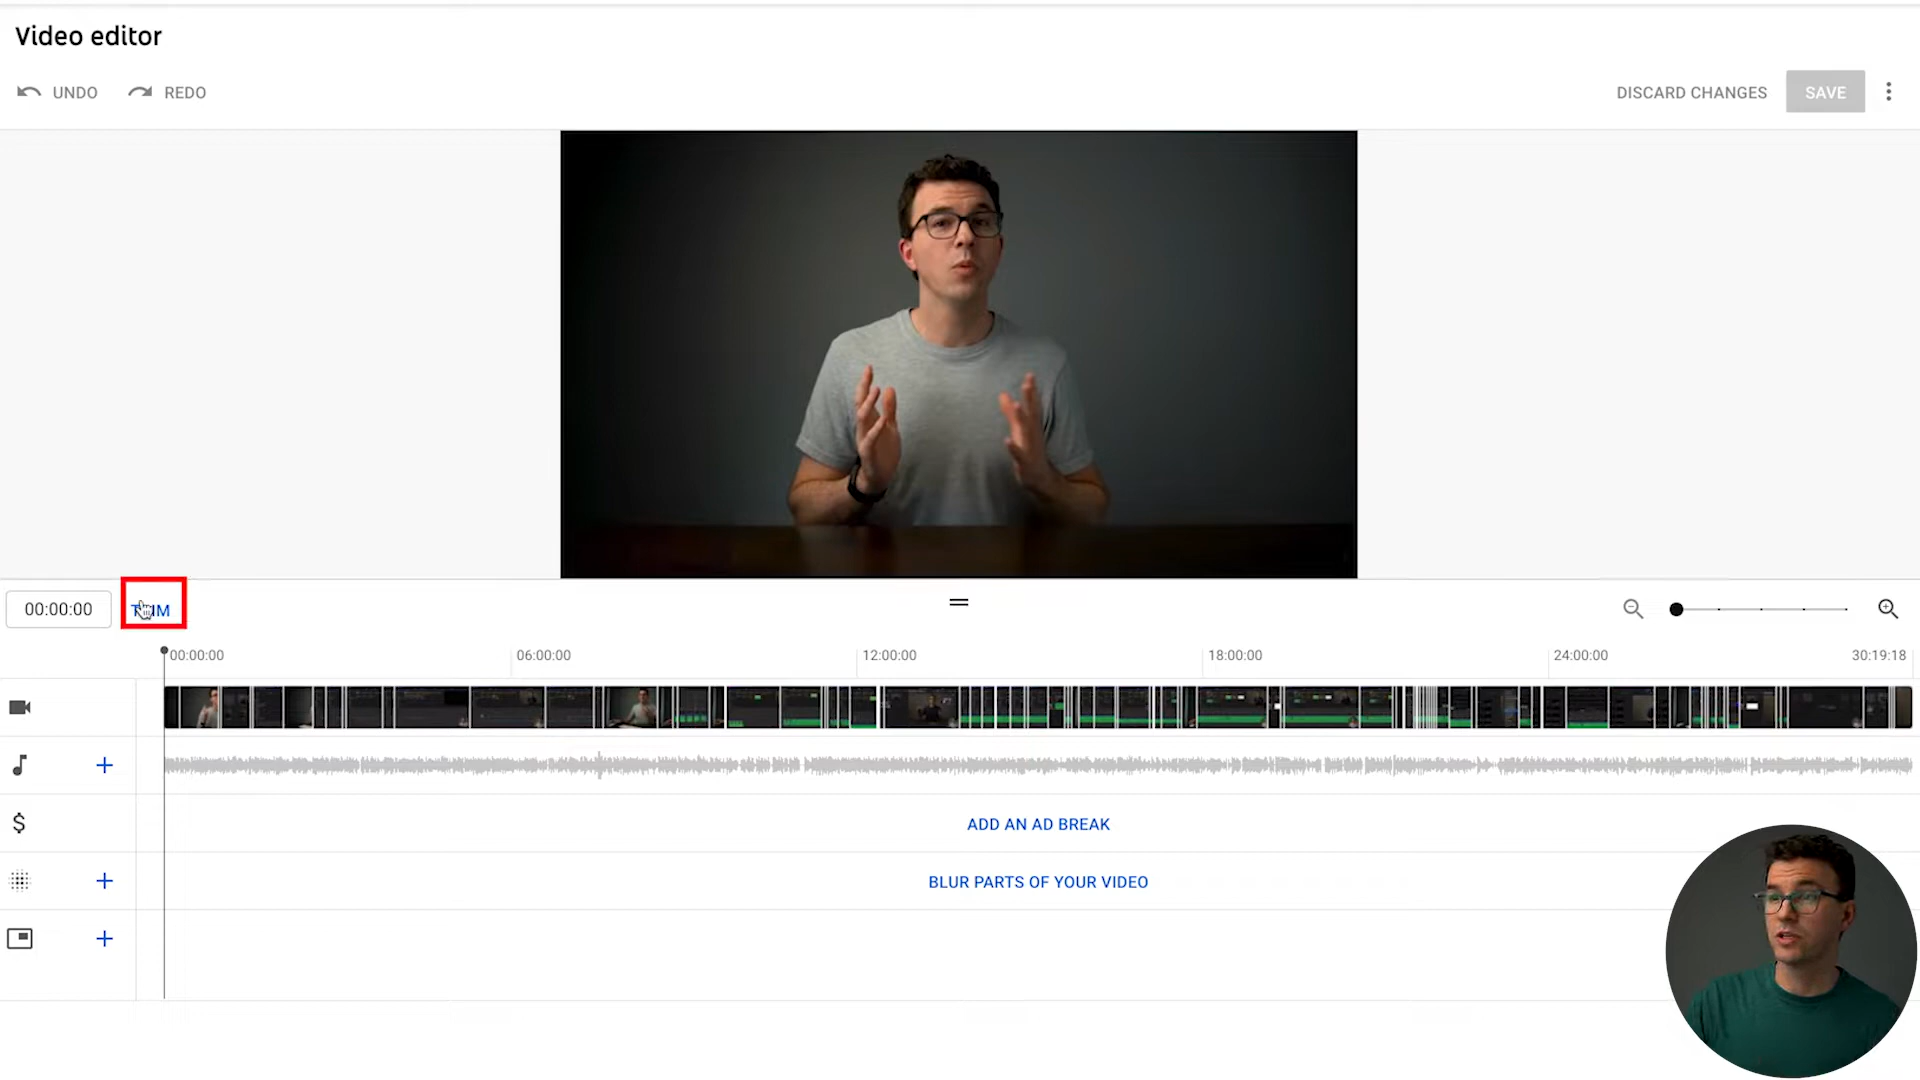 Video editor
UNDO REDO DISCARD CHANGES SAVE
00:00:00 TRIM
00:00:00 06:00:00 12:00:00 18:00:00 24:00:00 30:19:18
ADD AN AD BREAK
BLUR PARTS OF YOUR VIDEO